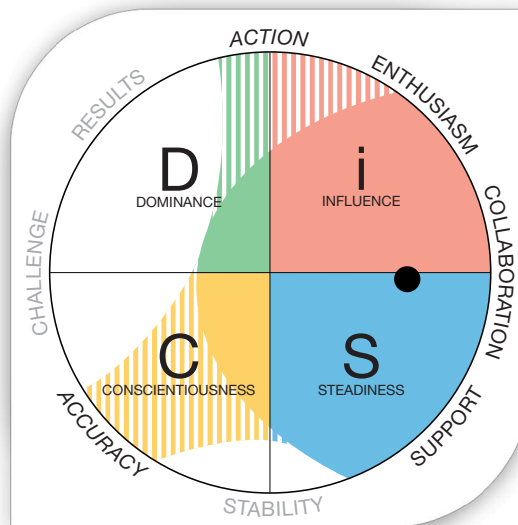 ACTION
ENTHUSIASM
RESULTS
D
DOMINANCE
i
INFLUENCE
COLLABORATION
CHALLENGE
C
CONSCIENTIOUSNESS
S
STEADINESS
ACCURACY
SUPPORT
STABILITY